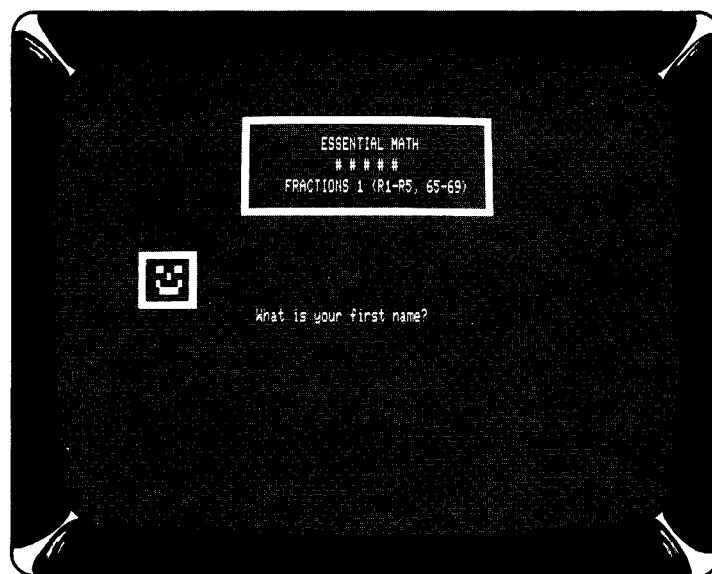 ESSENTIAL MATH
# # # # #
FRACTIONS 1 (R1-R5, 65-69)
What is your first name?